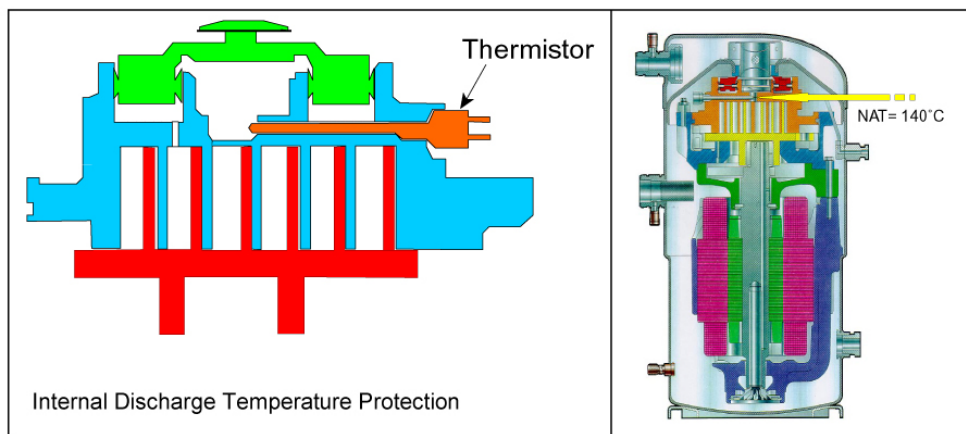 Thermistor
NAT= 140°C
Internal Discharge Temperature Protection